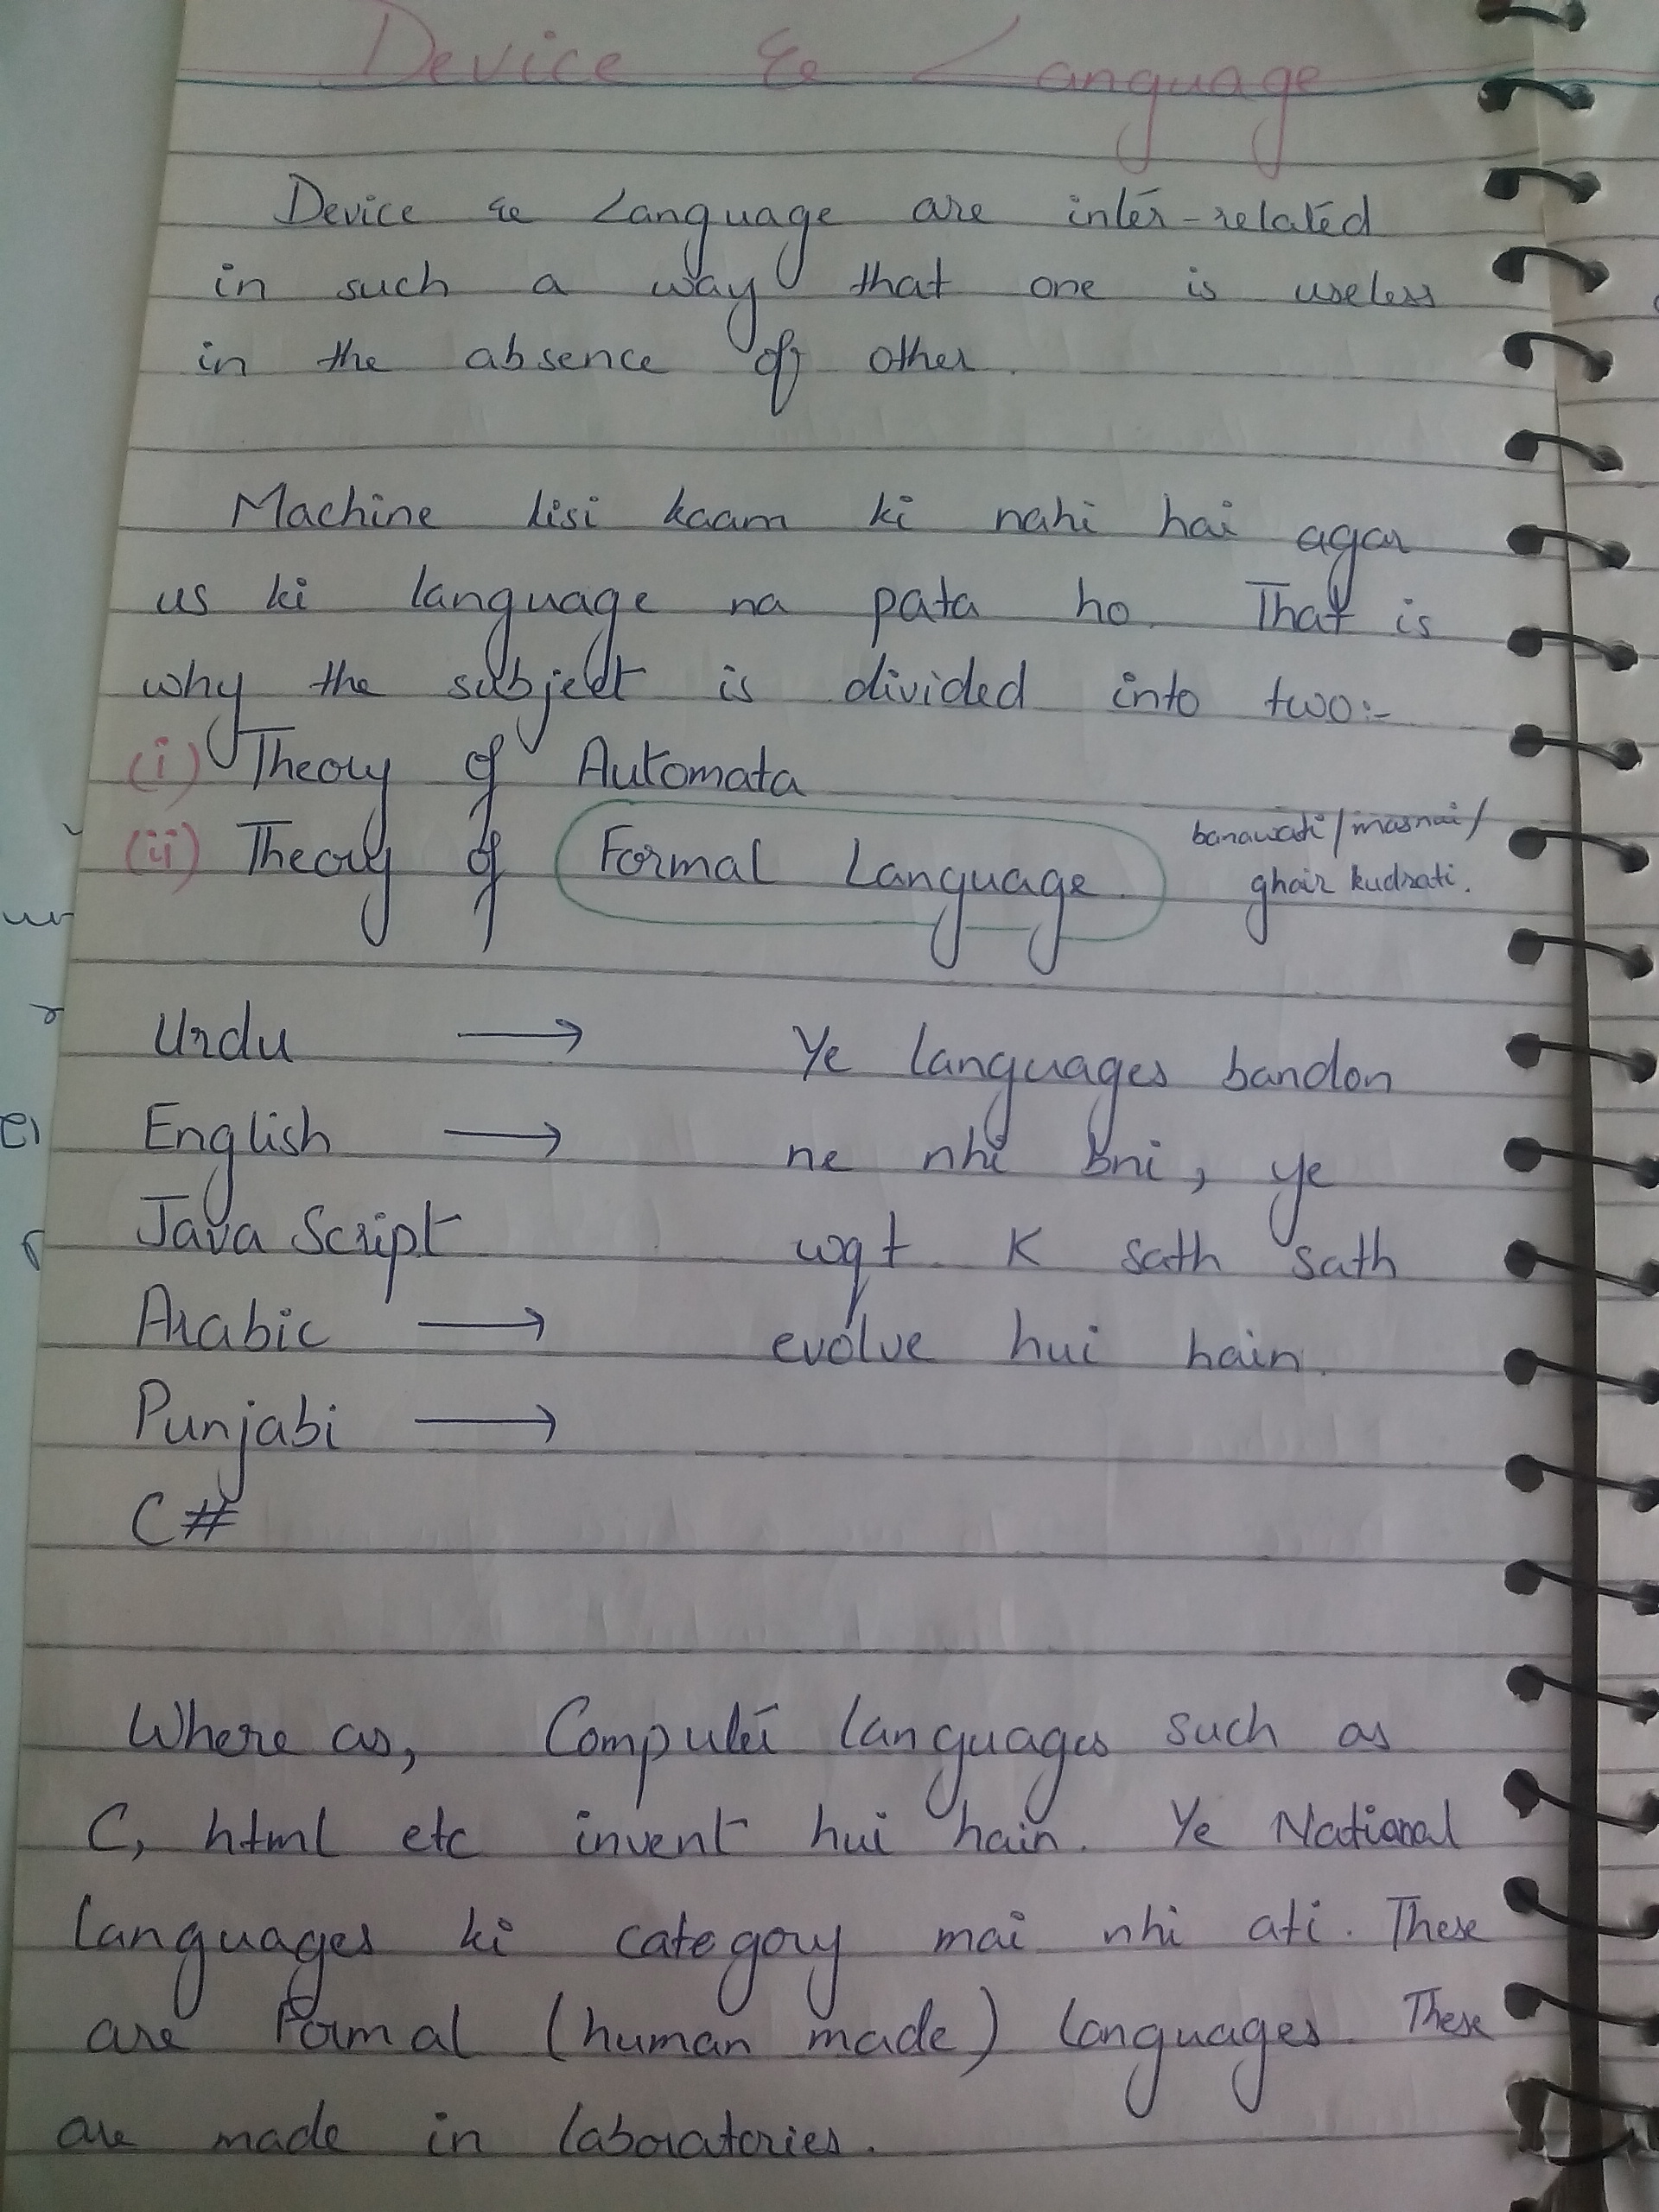 Device & Language
Device & Language are inter-related
in such a way that one is useless
in the absence of other.
Machine kisi kaam ki nahi hai agar
us ki language na pata ho. That is
why the subject is divided into two:-
(i) Theory of Automata
(ii) Theory of Formal Language. banawati/masnai/
ghair kudrati.
Urdu → Ye languages bandon
English → ne nhi bni, ye
Java Script wqt K sath sath
Arabic → evolve hui hain.
Punjabi →
C#
Where as, Computer languages such as
C, html etc invent hui hain. Ye National
languages ki category mai nhi ati. These
are Formal (human made) languages. These
are made in laboratories.